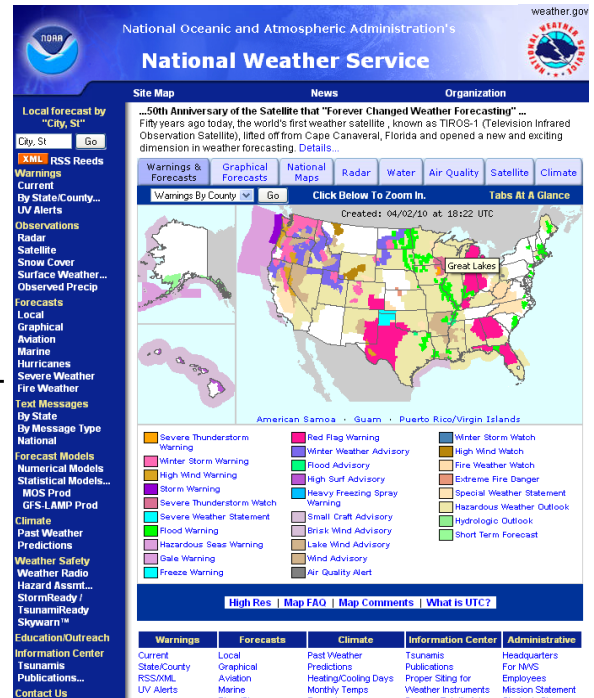 weather.gov
NOAA
National Oceanic and Atmospheric Administration's
National Weather Service
Site Map News Organization
Local forecast by
"City, St"
City, St Go
XML RSS Reeds
Warnings
Current
By State/County...
UV Alerts
Observations
Radar
Satellite
Snow Cover
Surface Weather...
Observed Precip
Forecasts
Local
Graphical
Aviation
Marine
Hurricanes
Severe Weather
Fire Weather
Text Messages
By State
By Message Type
National
Forecast Models
Numerical Models
Statistical Models...
MOS Prod
GFS-LAMP Prod
Climate
Past Weather
Predictions
Weather Safety
Weather Radio
Hazard Assmt...
StormReady /
TsunamiReady
Skywarn™
Education/Outreach
Information Center
Tsunamis
Publications...
Contact Us
...50th Anniversary of the Satellite that "Forever Changed Weather Forecasting" ...
Fifty years ago today, the world's first weather satellite , known as TIROS-1 (Television Infrared
Observation Satellite), lifted off from Cape Canaveral, Florida and opened a new and exciting
dimension in weather forecasting. Details...
Warnings & Forecasts
Graphical Forecasts
National Maps
Radar
Water
Air Quality
Satellite
Climate
Warnings By County Go Click Below To Zoom In. Tabs At A Glance
Created: 04/02/10 at 18:22 UTC
Great Lakes
American Samoa · Guam · Puerto Rico/Virgin Islands
Severe Thunderstorm
Warning
Winter Storm
Warning
High Wind Warning
Storm Warning
Severe Thunderstorm Watch
Severe Weather Statement
Flood Warning
Hazardous Seas Warning
Gale Warning
Freeze Warning
Red Flag Warning
Winter Weather Advisory
Flood Advisory
High Surf Advisory
Heavy Freezing Spray
Warning
Small Craft Advisory
Brisk Wind Advisory
Lake Wind Advisory
Wind Advisory
Air Quality Alert
Winter Storm Watch
High Wind Watch
Fire Weather Watch
Extreme Fire Danger
Special Weather Statement
Hazardous Weather Outlook
Hydrologic Outlook
Short Term Forecast
High Res | Map FAQ | Map Comments | What is UTC?
Warnings Forecasts Climate Information Center Administrative
Current Local Past Weather Tsunamis Headquarters
State/County Graphical Predictions Publications For NWS
RSS/XML Aviation Heating/Cooling Days Proper Siting for Employees
UV Alerts Marine Monthly Temps Weather Instruments Mission Statement